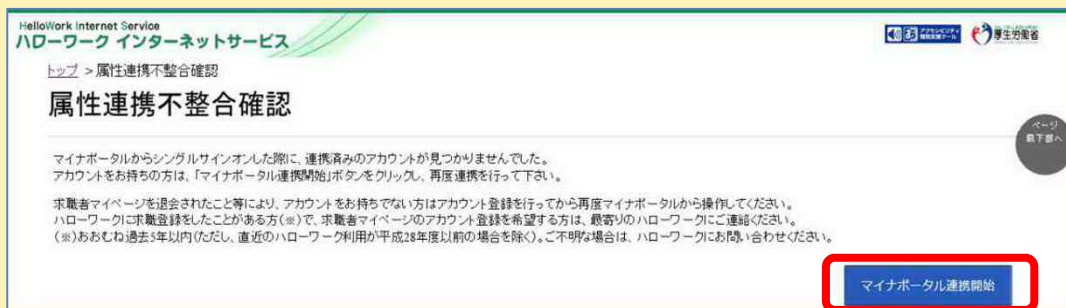 HelloWork Internet Service
ハローワーク インターネットサービス
厚生労働省
トップ > 属性連携不整合確認
属性連携不整合確認
ページ
最下部へ
マイナポータルからシングルサインオンした際に、連携済みのアカウントが見つかりませんでした。
アカウントをお持ちの方は、「マイナポータル連携開始」ボタンをクリックし、再度連携を行って下さい。
求職者マイページを退会されたこと等により、アカウントをお持ちでない方はアカウント登録を行ってから再度マイナポータルから操作してください。
ハローワークに求職登録をしたことがある方(※)で、求職者マイページのアカウント登録を希望する方は、最寄りのハローワークにご連絡ください。
(※)おおむね過去5年以内(ただし、直近のハローワーク利用が平成28年度以前の場合を除く)。ご不明な場合は、ハローワークにお問い合わせください。
マイナポータル連携開始